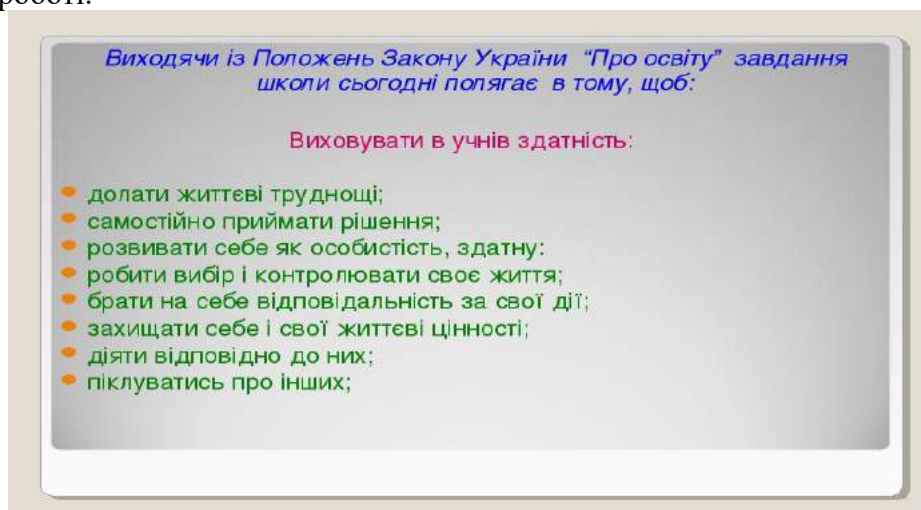 роботі.
Виходячи із Положень Закону України “Про освіту” завдання
школи сьогодні полягає в тому, щоб:
Виховувати в учнів здатність:
долати життєві труднощі;
самостійно приймати рішення;
розвивати себе як особистість, здатну:
робити вибір і контролювати своє життя;
брати на себе відповідальність за свої дії;
захищати себе і свої життєві цінності;
діяти відповідно до них;
піклуватись про інших;